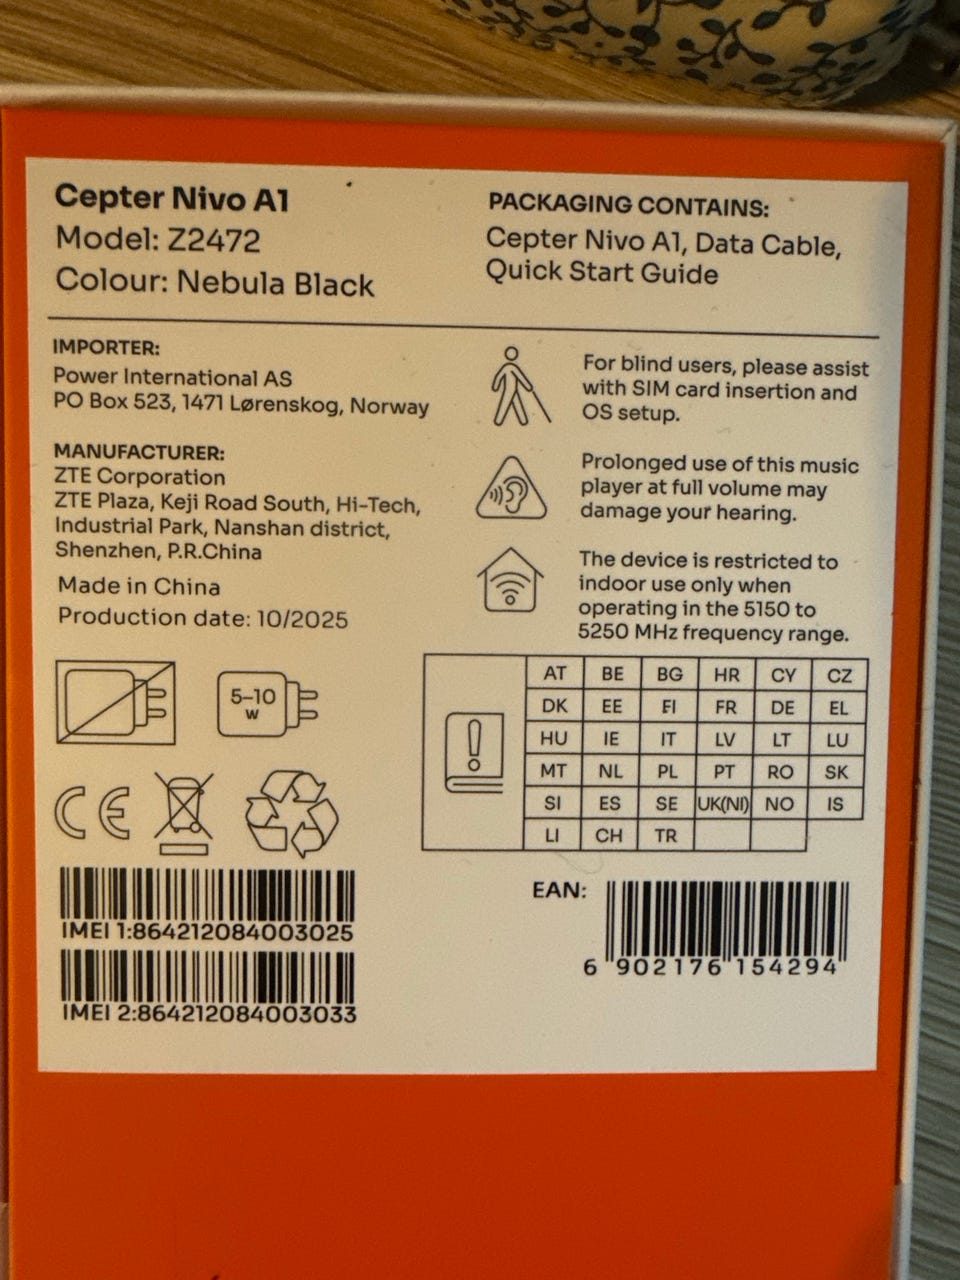 Cepter Nivo A1
Model: Z2472
Colour: Nebula Black
PACKAGING CONTAINS:
Cepter Nivo A1, Data Cable,
Quick Start Guide
IMPORTER:
Power International AS
PO Box 523, 1471 Lørenskog, Norway
MANUFACTURER:
ZTE Corporation
ZTE Plaza, Keji Road South, Hi-Tech,
Industrial Park, Nanshan district,
Shenzhen, P.R.China
Made in China
Production date: 10/2025
For blind users, please assist
with SIM card insertion and
OS setup.
Prolonged use of this music
player at full volume may
damage your hearing.
The device is restricted to
indoor use only when
operating in the 5150 to
5250 MHz frequency range.
5–10
W
CE
AT BE BG HR CY CZ
DK EE FI FR DE EL
HU IE IT LV LT LU
MT NL PL PT RO SK
SI ES SE UK(NI) NO IS
LI CH TR
IMEI 1:864212084003025
IMEI 2:864212084003033
EAN:
6 902176 154294